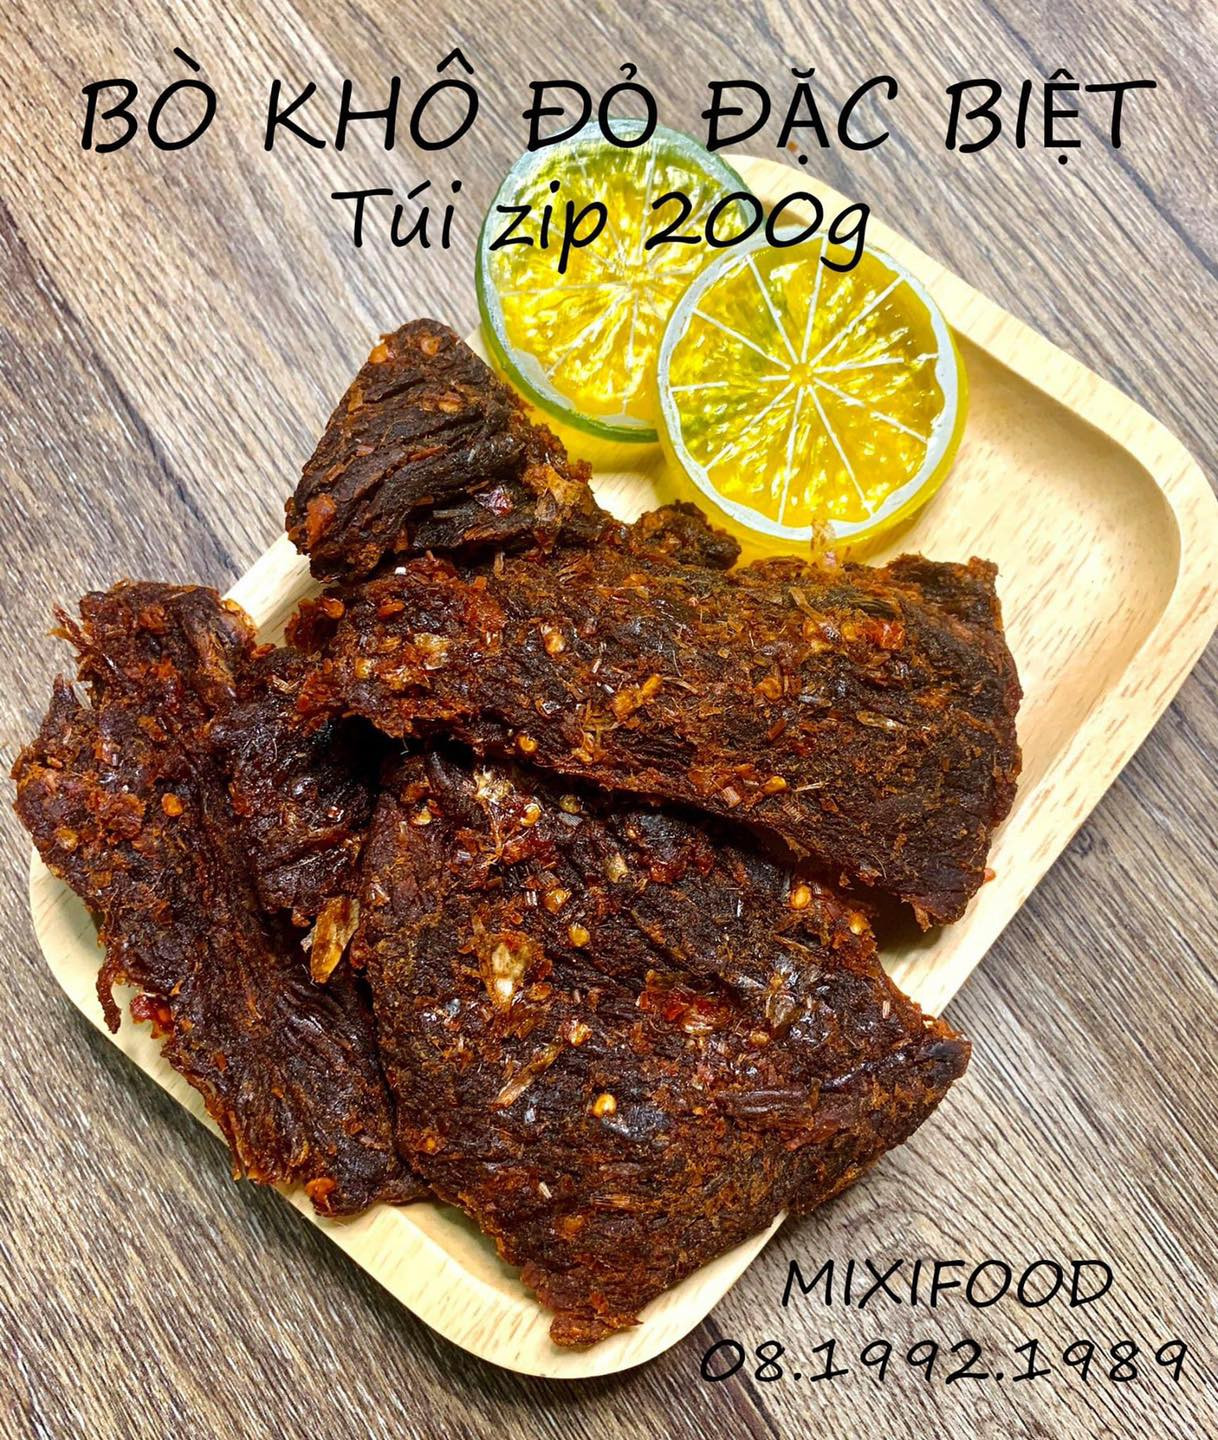 BÒ KHÔ ĐỎ ĐẶC BIỆT
Túi zip 200g
MIXIFOOD
08.1992.1989